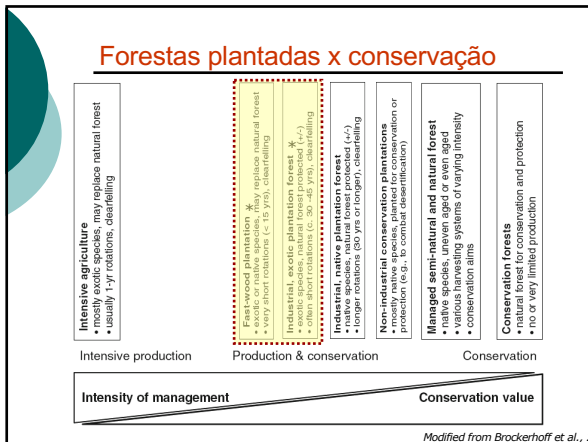 Forestas plantadas x conservação
Intensive agriculture
• mostly exotic species, may replace natural forest
• usually 1-yr rotations, clearfelling
Fast-wood plantation *
• exotic or native species, may replace natural forest
• very short rotations (< 15 yrs), clearfelling
Industrial, exotic plantation forest *
• exotic species, natural forest protected (+/-)
• often short rotations (c. 30 -45 yrs), clearfelling
Industrial, native plantation forest
• native species, natural forest protected (+/-)
• longer rotations (50 yrs or longer), clearfelling
Non-industrial conservation plantations
• mostly native species, planted for conservation or
protection (e.g., to combat desertification)
Managed semi-natural and natural forest
• native species, uneven aged or even aged
• various harvesting systems of varying intensity
• conservation aims
Conservation forests
• natural forest for conservation and protection
• no or very limited production
Intensive production
Production & conservation
Conservation
Intensity of management
Conservation value
Modified from Brockerhoff et al.,